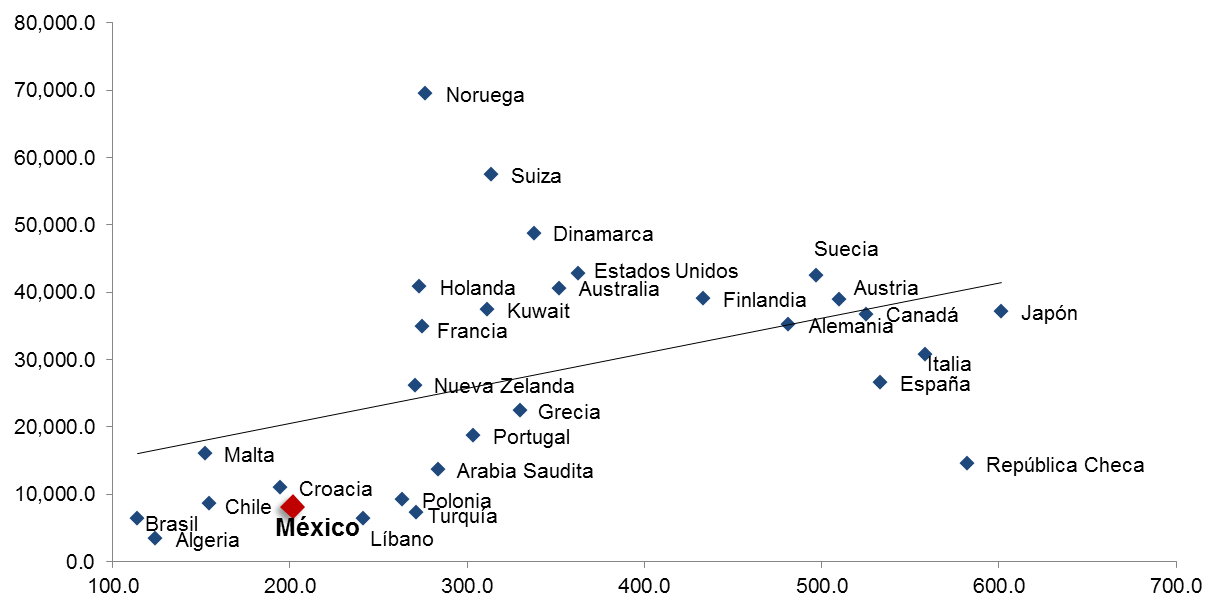 80,000.0
70,000.0
Noruega
60,000.0
Suiza
50,000.0
Dinamarca
Suecia
Estados Unidos
40,000.0
Holanda
Australia
Finlandia
Austria
Kuwait
Canadá
Japón
Francia
Alemania
30,000.0
Italia
Nueva Zelanda
España
Grecia
20,000.0
Portugal
Malta
Arabia Saudita
República Checa
10,000.0
Croacia
Polonia
Chile
Turquía
Brasil
México
Algeria
Líbano
0.0
100.0 200.0 300.0 400.0 500.0 600.0 700.0